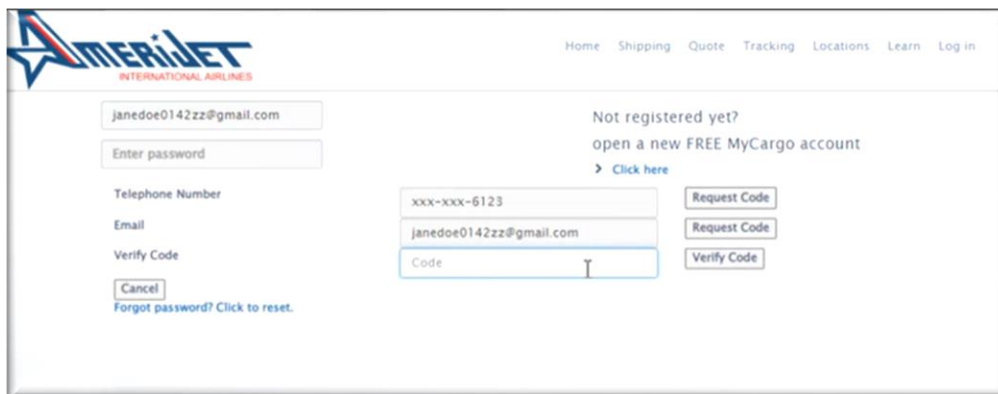 AMERIJET
INTERNATIONAL AIRLINES
Home Shipping Quote Tracking Locations Learn Log in
janedoe0142zz@gmail.com
Enter password
Not registered yet?
open a new FREE MyCargo account
> Click here
Telephone Number xxx-xxx-6123 Request Code
Email janedoe0142zz@gmail.com Request Code
Verify Code Code Verify Code
Cancel
Forgot password? Click to reset.